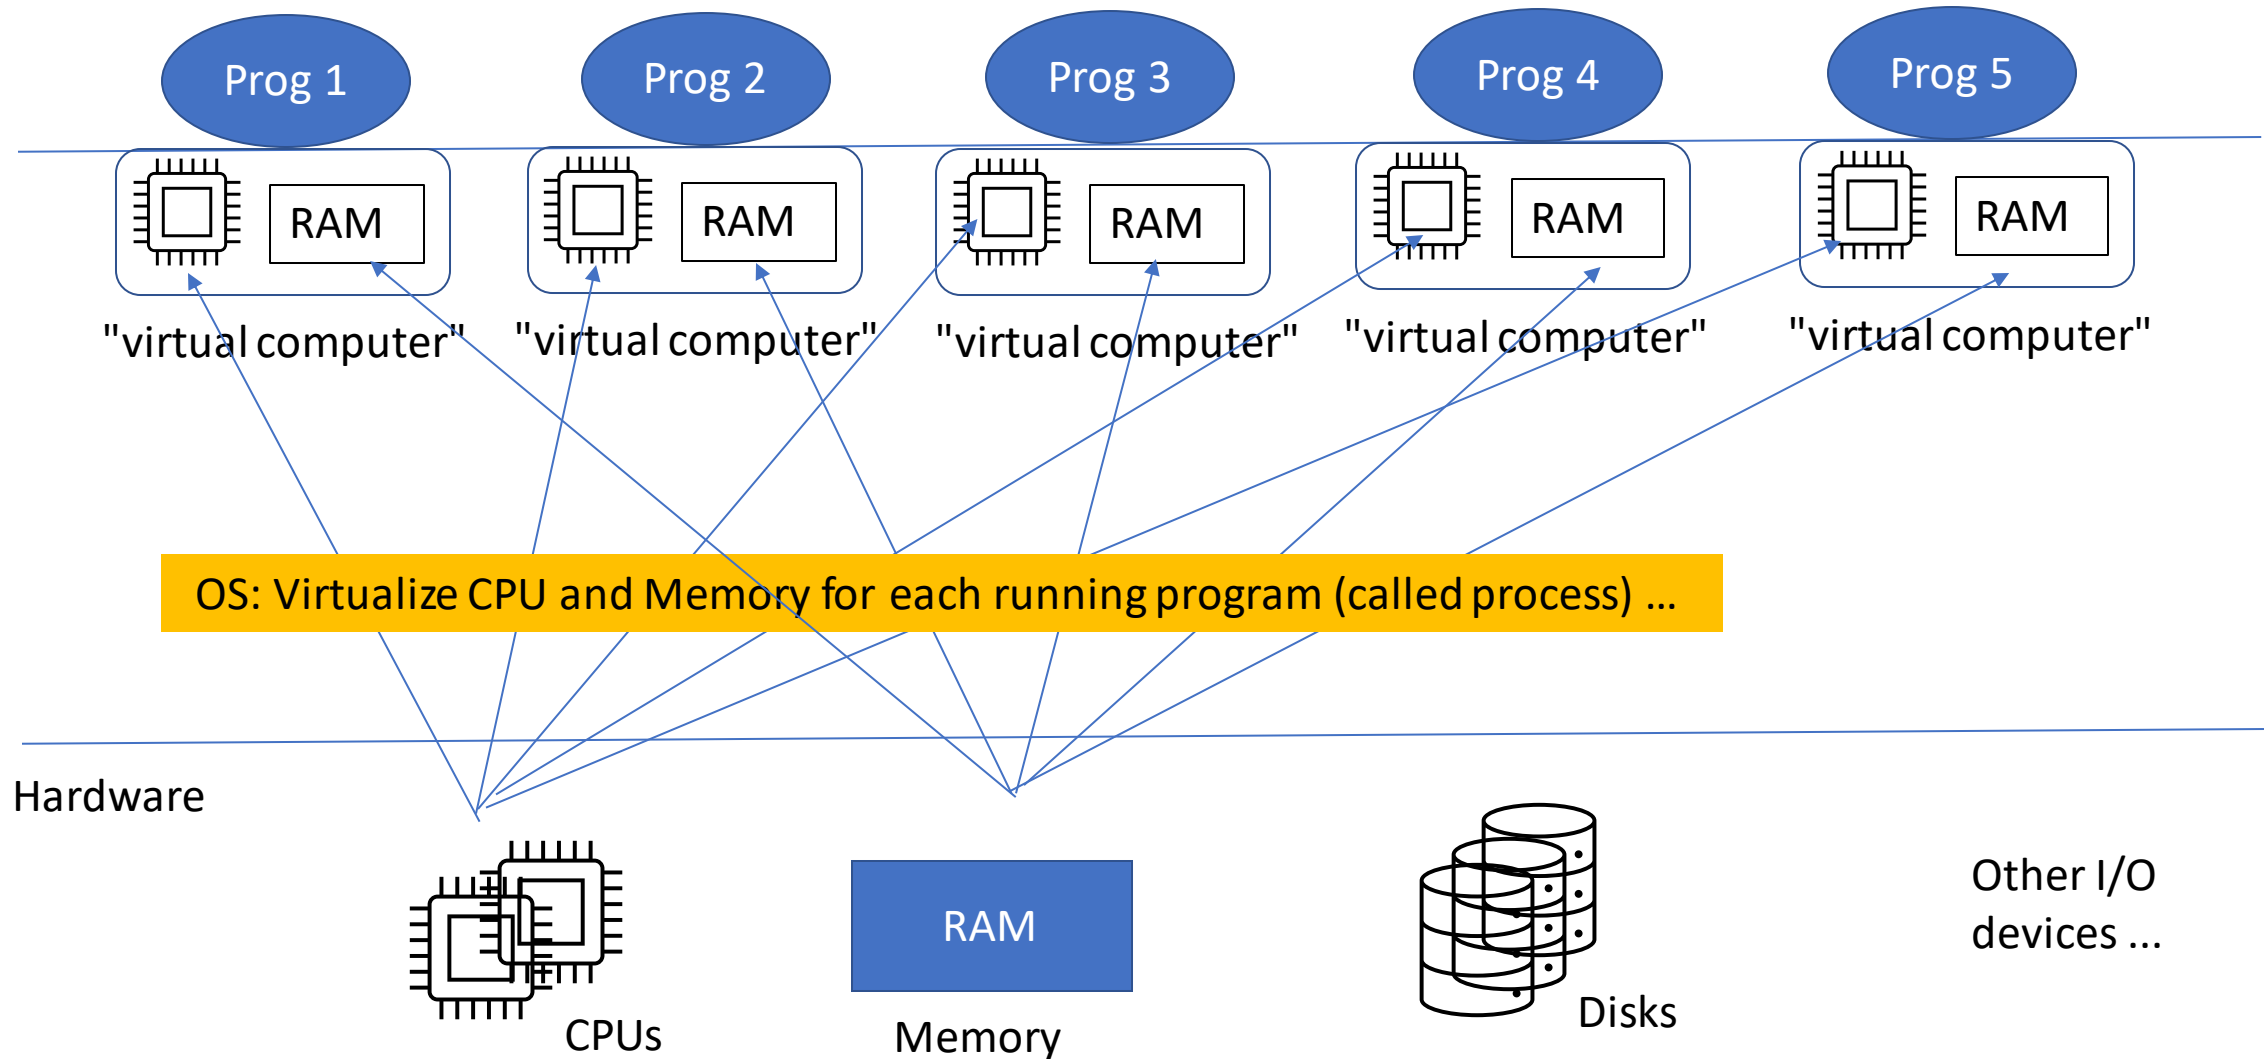 Prog 1
Prog 2
Prog 3
Prog 4
Prog 5
RAM
RAM
RAM
RAM
RAM
"virtual computer"
"virtual computer"
"virtual computer"
"virtual computer"
"virtual computer"
OS: Virtualize CPU and Memory for each running program (called process) ...
Hardware
RAM
Other I/O
devices ...
CPUs
Memory
Disks